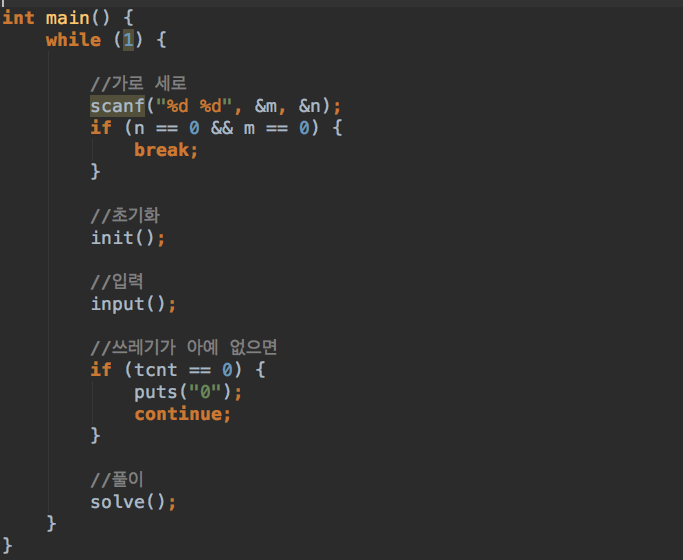 int main() {
while (1) {
//가로 세로
scanf("%d %d", &m, &n);
if (n == 0 && m == 0) {
break;
}
//초기화
init();
//입력
input();
//쓰레기가 아예 없으면
if (tcnt == 0) {
puts("0");
continue;
}
//풀이
solve();
}
}